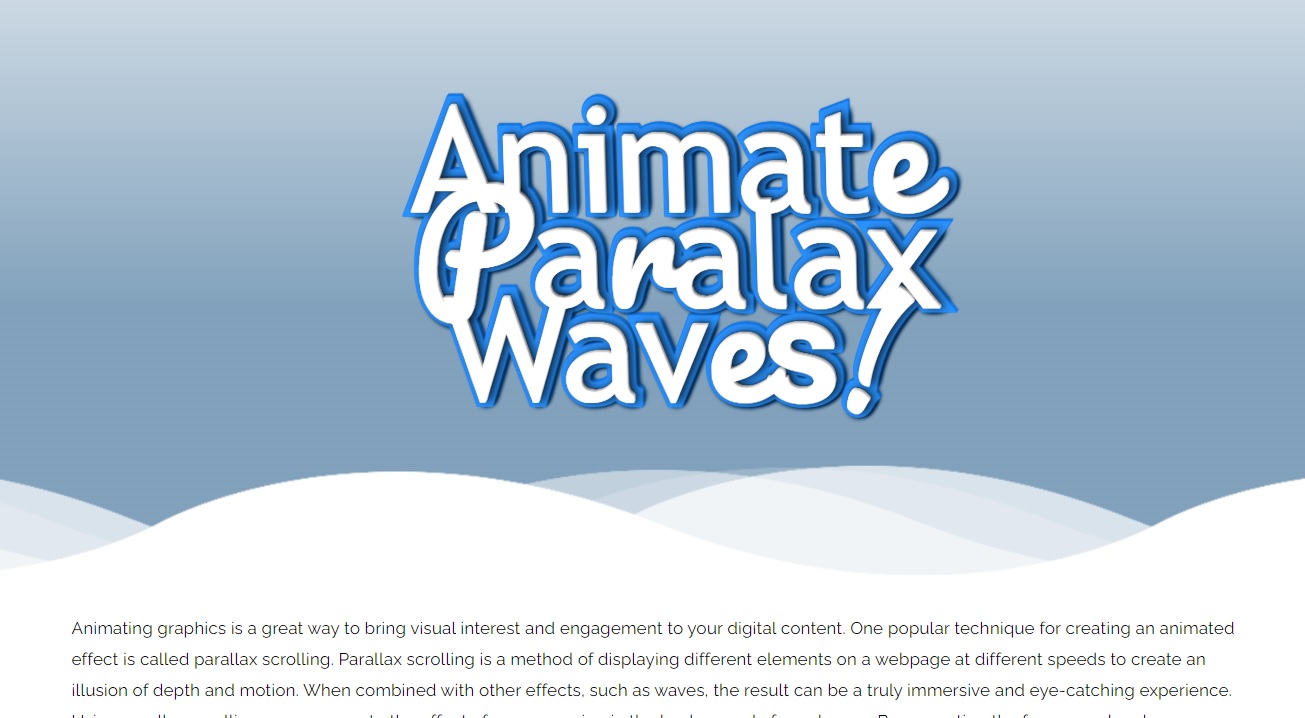 Animate
Paralax
Waves!
Animating graphics is a great way to bring visual interest and engagement to your digital content. One popular technique for creating an animated
effect is called parallax scrolling. Parallax scrolling is a method of displaying different elements on a webpage at different speeds to create an
illusion of depth and motion. When combined with other effects, such as waves, the result can be a truly immersive and eye-catching experience.